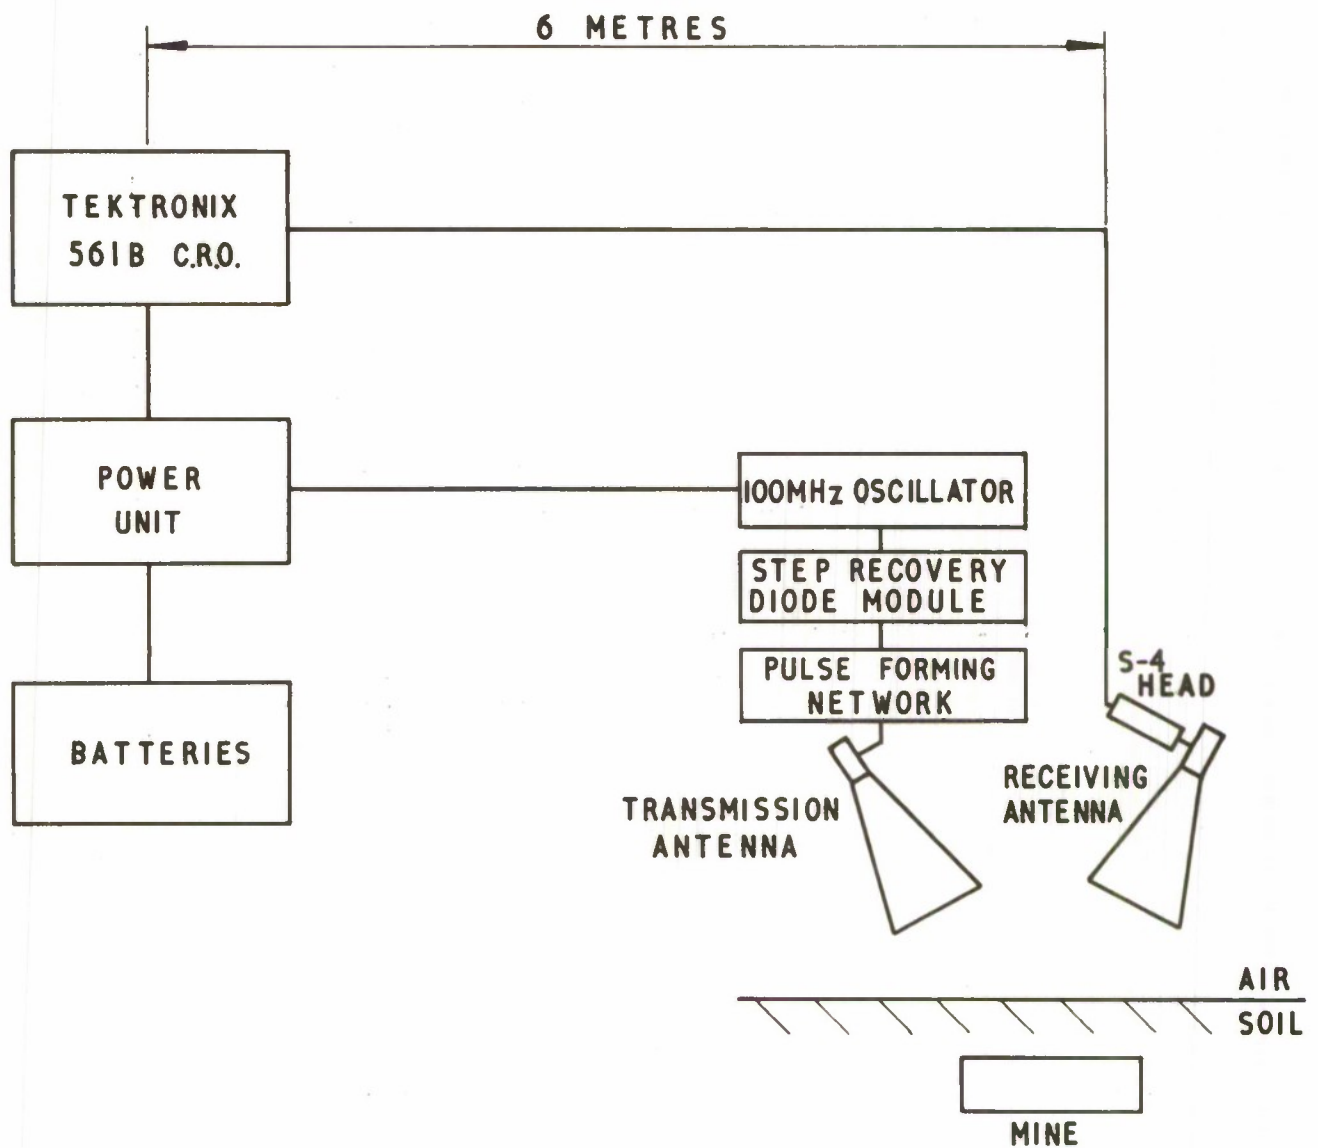 6 METRES
TEKTRONIX
561B C.R.O.
POWER
UNIT
100MHz OSCILLATOR
STEP RECOVERY
DIODE MODULE
PULSE FORMING
NETWORK
S-4
HEAD
BATTERIES
RECEIVING
ANTENNA
TRANSMISSION
ANTENNA
AIR
SOIL
MINE